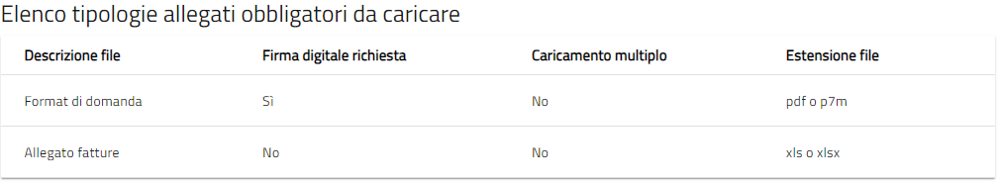 Elenco tipologie allegati obbligatori da caricare
Descrizione file Firma digitale richiesta Caricamento multiplo Estensione file
Format di domanda Sì No pdf o p7m
Allegato fatture No No xls o xlsx